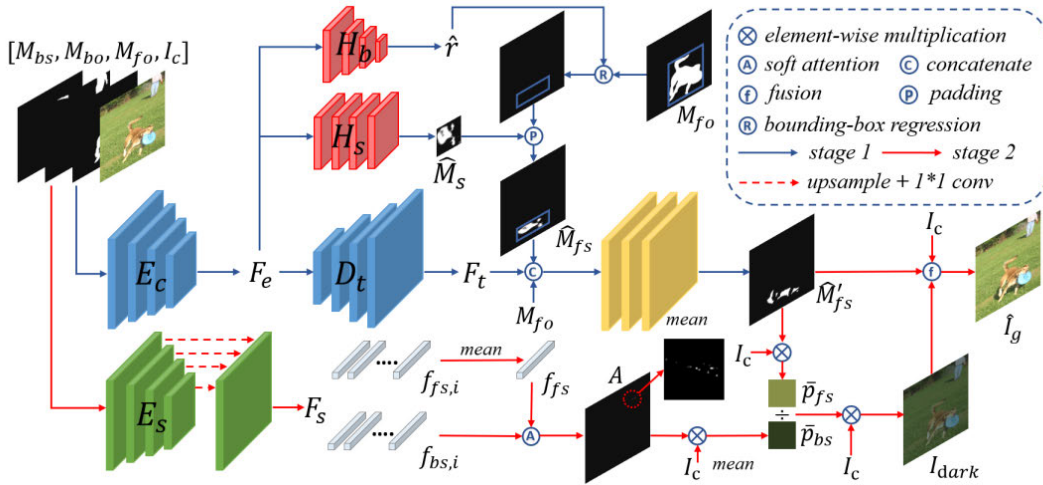 [M_bs, M_bo, M_fo, I_c]
H_b
r̂
R
M_fo
H_s
M̂_s
P
M̂_fs
E_c
F_e
D_t
F_t
C
M_fo
mean
M̂'_fs
I_c
f
Î_g
E_s
F_s
....
mean
f_fs,i
f_fs
....
f_bs,i
A
A
I_c
mean
I_c
p̄_fs
÷
p̄_bs
I_c
I_dark
element-wise multiplication
A soft attention
C concatenate
f fusion
P padding
R bounding-box regression
stage 1
stage 2
upsample + 1*1 conv